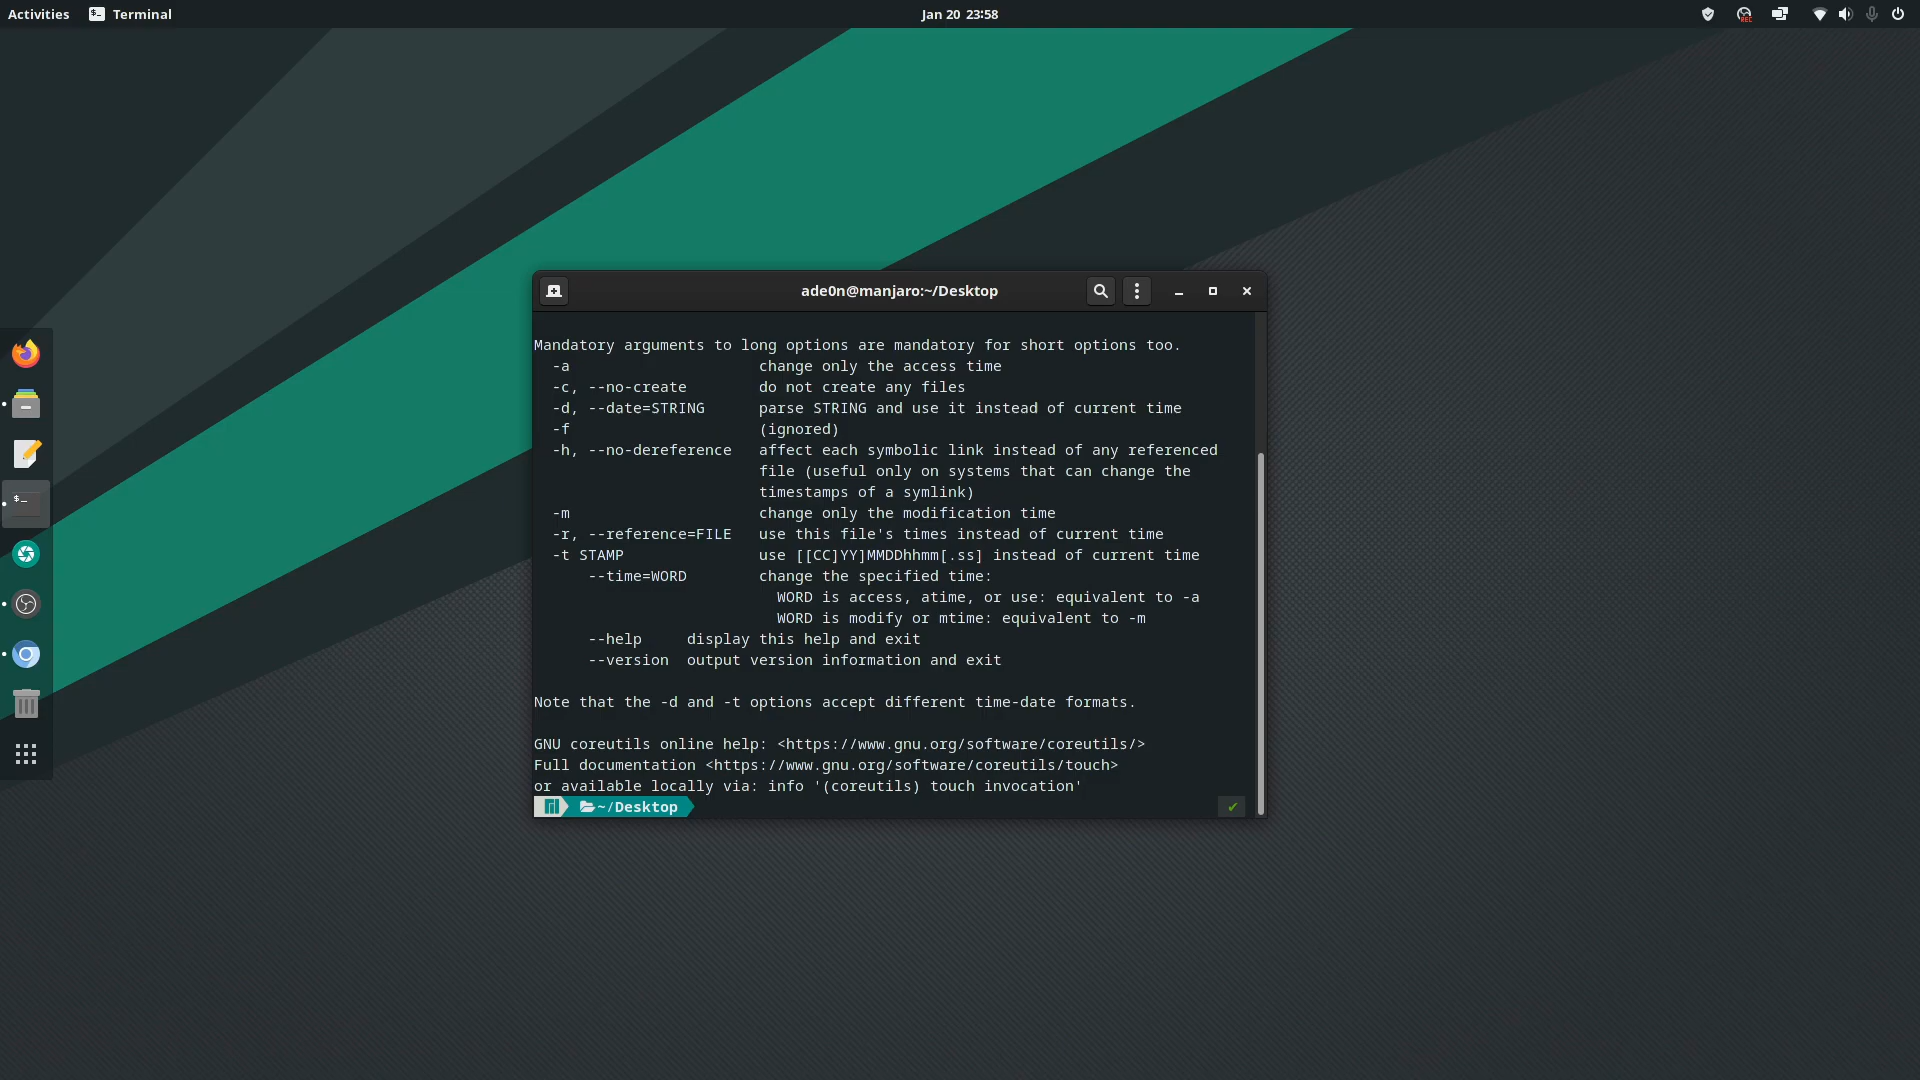 Activities
Terminal
Jan 20 23:58
REC
ade0n@manjaro:~/Desktop
Mandatory arguments to long options are mandatory for short options too.
-a change only the access time
-c, --no-create do not create any files
-d, --date=STRING parse STRING and use it instead of current time
-f (ignored)
-h, --no-dereference affect each symbolic link instead of any referenced
file (useful only on systems that can change the
timestamps of a symlink)
-m change only the modification time
-r, --reference=FILE use this file's times instead of current time
-t STAMP use [[CC]YY]MMDDhhmm[.ss] instead of current time
--time=WORD change the specified time:
WORD is access, atime, or use: equivalent to -a
WORD is modify or mtime: equivalent to -m
--help display this help and exit
--version output version information and exit
Note that the -d and -t options accept different time-date formats.
GNU coreutils online help: <https://www.gnu.org/software/coreutils/>
Full documentation <https://www.gnu.org/software/coreutils/touch>
or available locally via: info '(coreutils) touch invocation'
~/Desktop